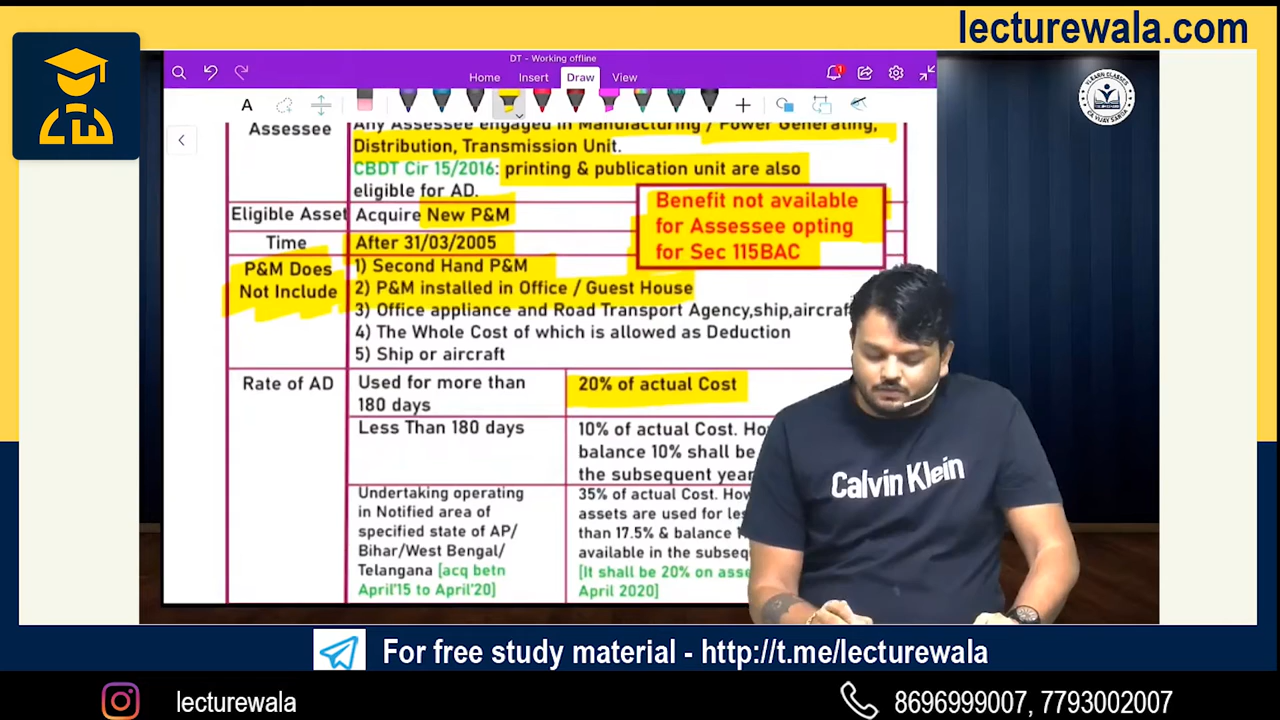 lecturewala.com
DT - Working offline
Home Insert Draw View
Assessee
Any Assessee engaged in Manufacturing / Power Generating,
Distribution, Transmission Unit.
CBDT Cir 15/2016: printing & publication unit are also
eligible for AD.
Eligible Asset Acquire New P&M
Time After 31/03/2005
Benefit not available
for Assessee opting
for Sec 115BAC
P&M Does
Not Include
1) Second Hand P&M
2) P&M installed in Office / Guest House
3) Office appliance and Road Transport Agency,ship,aircraf
4) The Whole Cost of which is allowed as Deduction
5) Ship or aircraft
Rate of AD
Used for more than
180 days
20% of actual Cost
Less Than 180 days
10% of actual Cost.
balance 10% shall be
the subsequent year
Undertaking operating
in Notified area of
specified state of AP/
Bihar/West Bengal/
Telangana [acq betn
April'15 to April'20]
35% of actual Cost.
assets are used for
than 17.5% & balance
available in the
[It shall be 20% on
April 2020]
Calvin Klein
VLEARN CLASSES
CA VIJAY SARDA
For free study material - http://t.me/lecturewala
lecturewala
8696999007, 7793002007